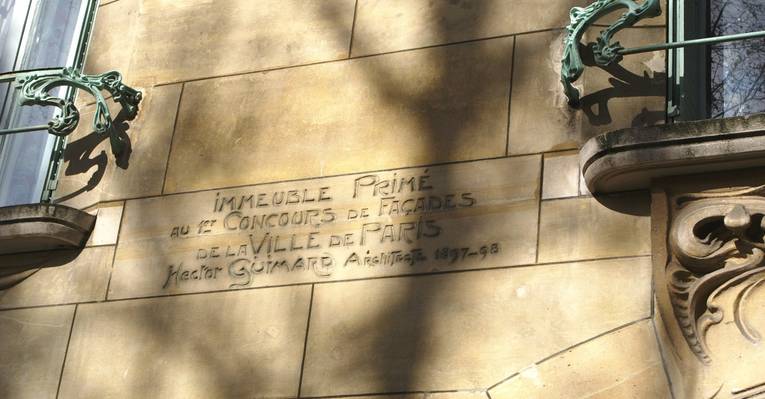 IMMEUBLE PRIMÉ
AU 1er CONCOURS DE FAÇADES
DE LA VILLE DE PARIS
Hector GUIMARD Architecte 1897-98